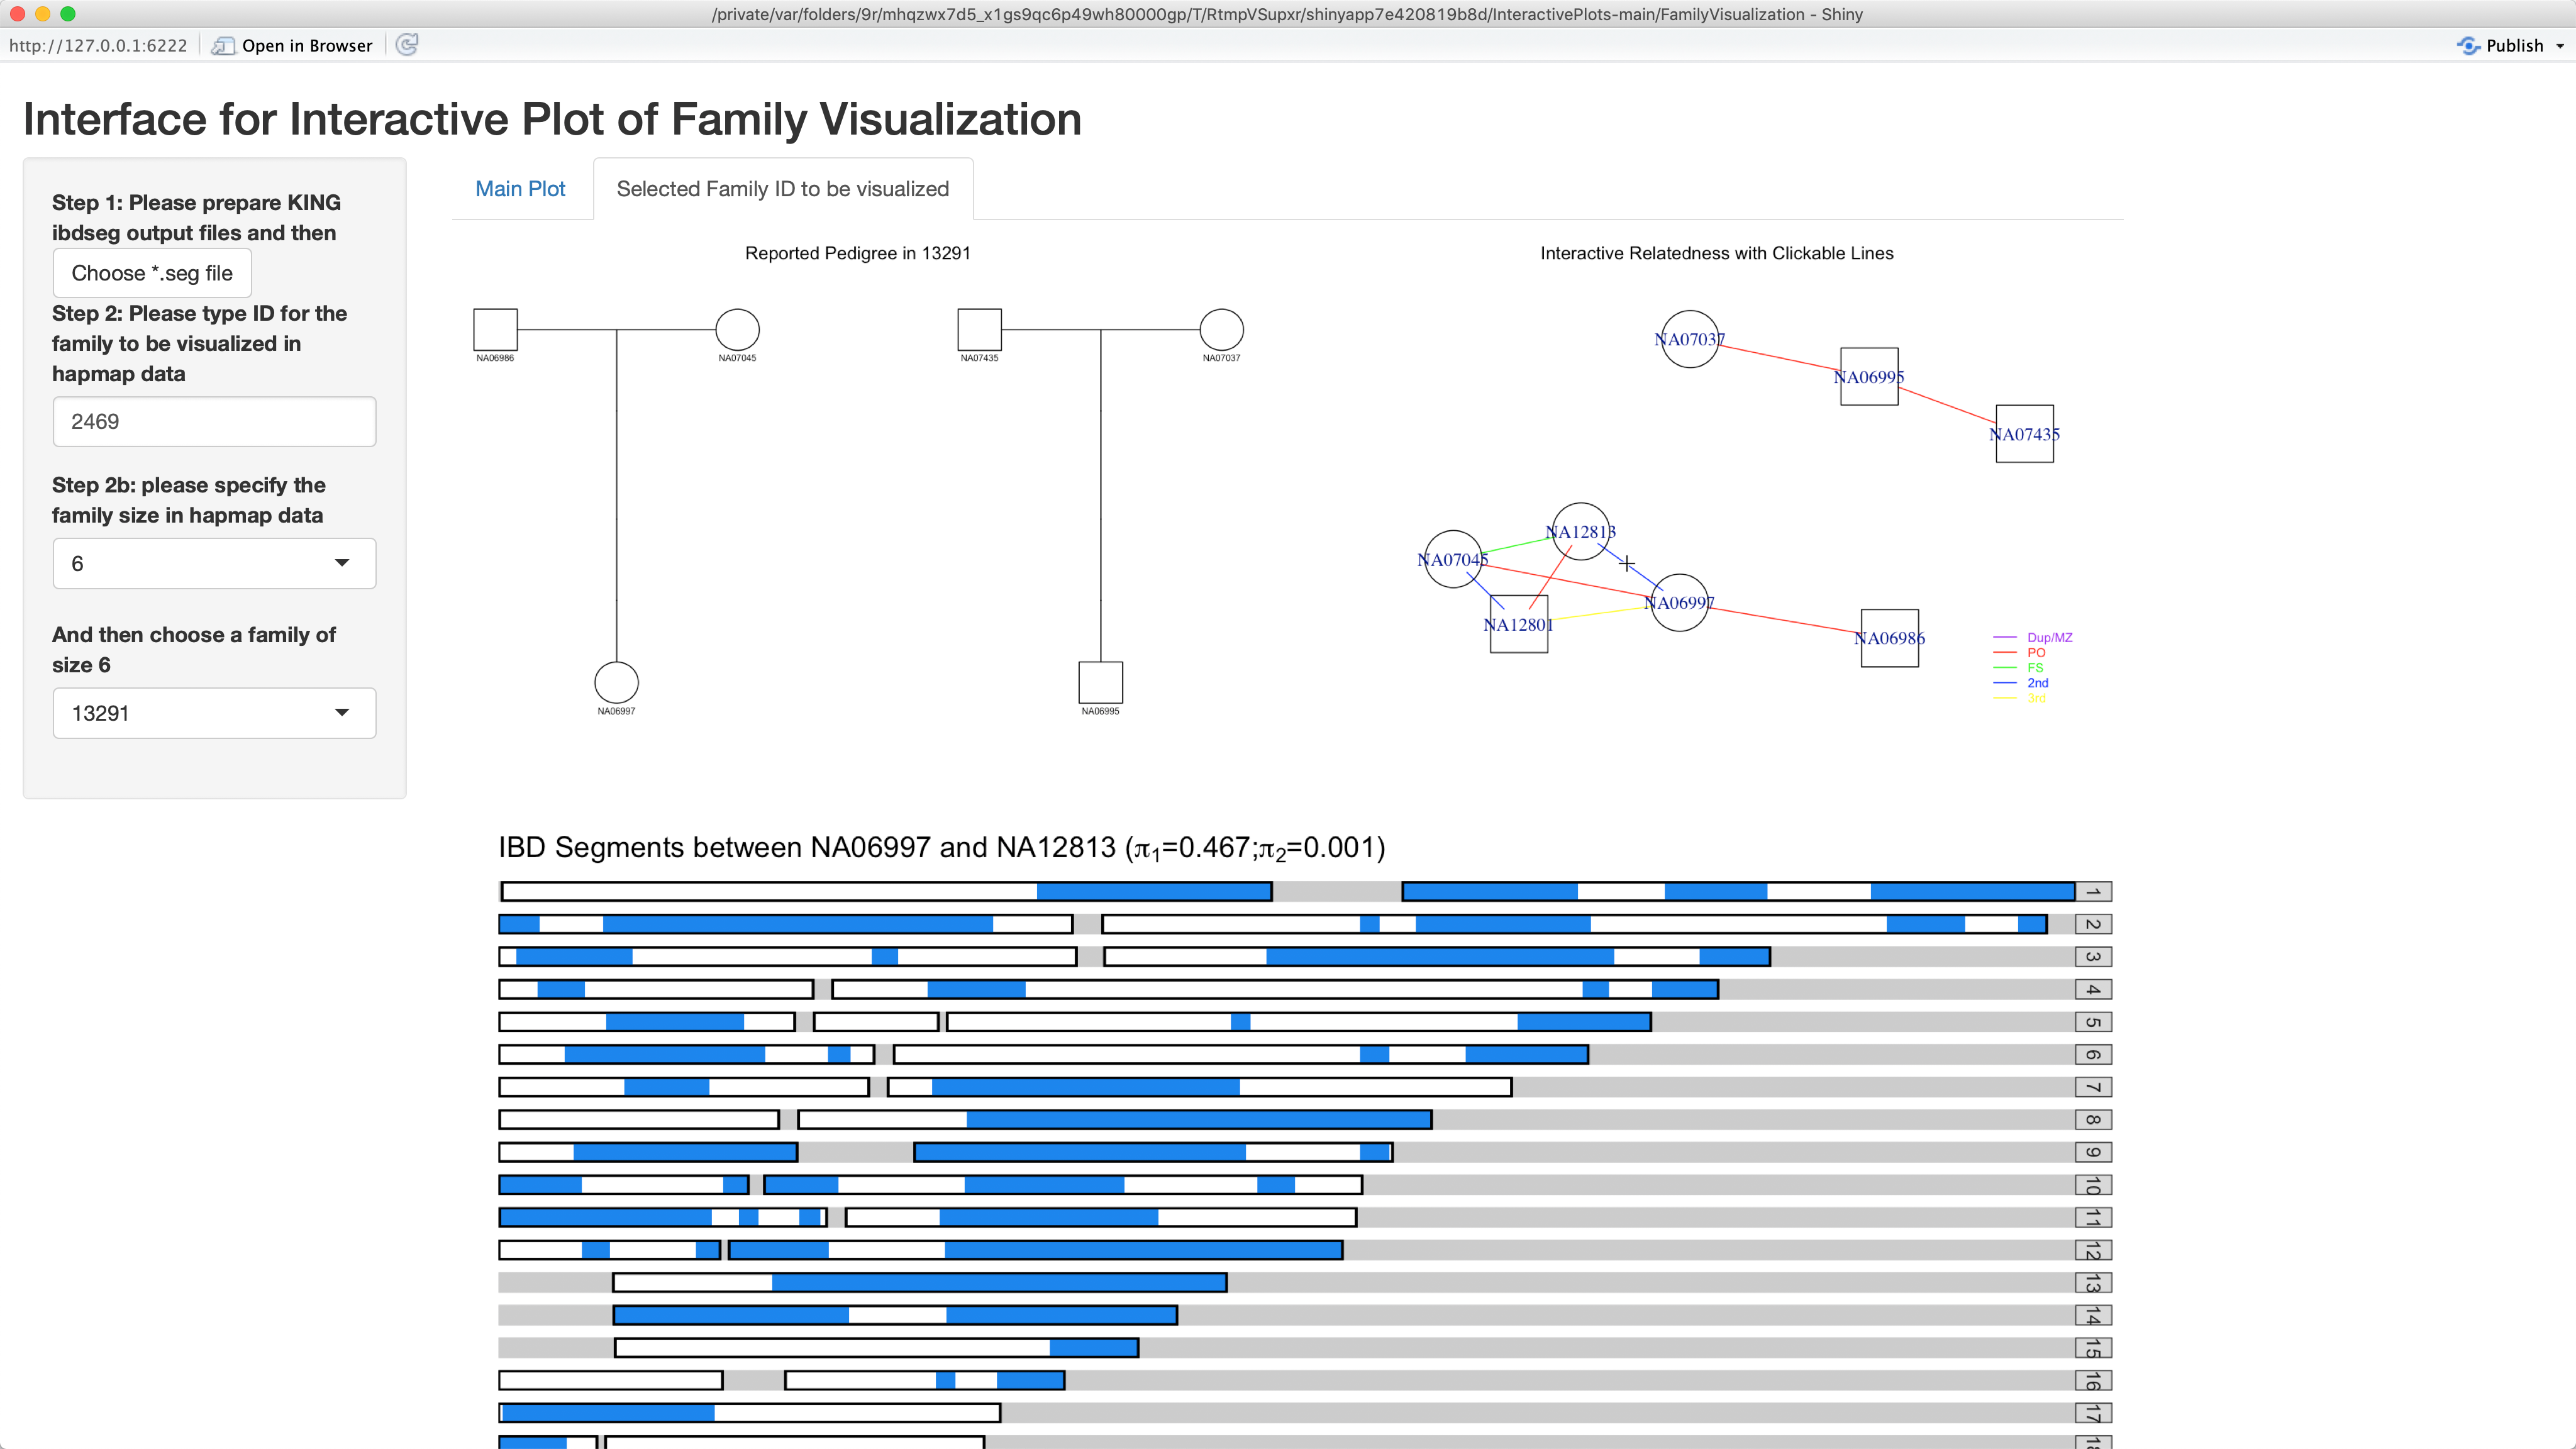 /private/var/folders/9r/mhqzwx7d5_x1gs9qc6p49wh80000gp/T/RtmpVSupxr/shinyapp7e420819b8d/InteractivePlots-main/FamilyVisualization - Shiny
http://127.0.0.1:6222 Open in Browser Publish
Interface for Interactive Plot of Family Visualization
Step 1: Please prepare KING
ibdseg output files and then
Choose *.seg file
Step 2: Please type ID for the
family to be visualized in
hapmap data
2469
Step 2b: please specify the
family size in hapmap data
6
And then choose a family of
size 6
13291
Main Plot Selected Family ID to be visualized
Reported Pedigree in 13291
NA06986 NA07045 NA07435 NA07037
NA06997 NA06995
Interactive Relatedness with Clickable Lines
NA07037
NA06995
NA07435
NA12813
NA07045
NA06997
NA12801
NA06986
Dup/MZ
PO
FS
2nd
3rd
IBD Segments between NA06997 and NA12813 (π1=0.467;π2=0.001)
1
2
3
4
5
6
7
8
9
10
11
12
13
14
15
16
17